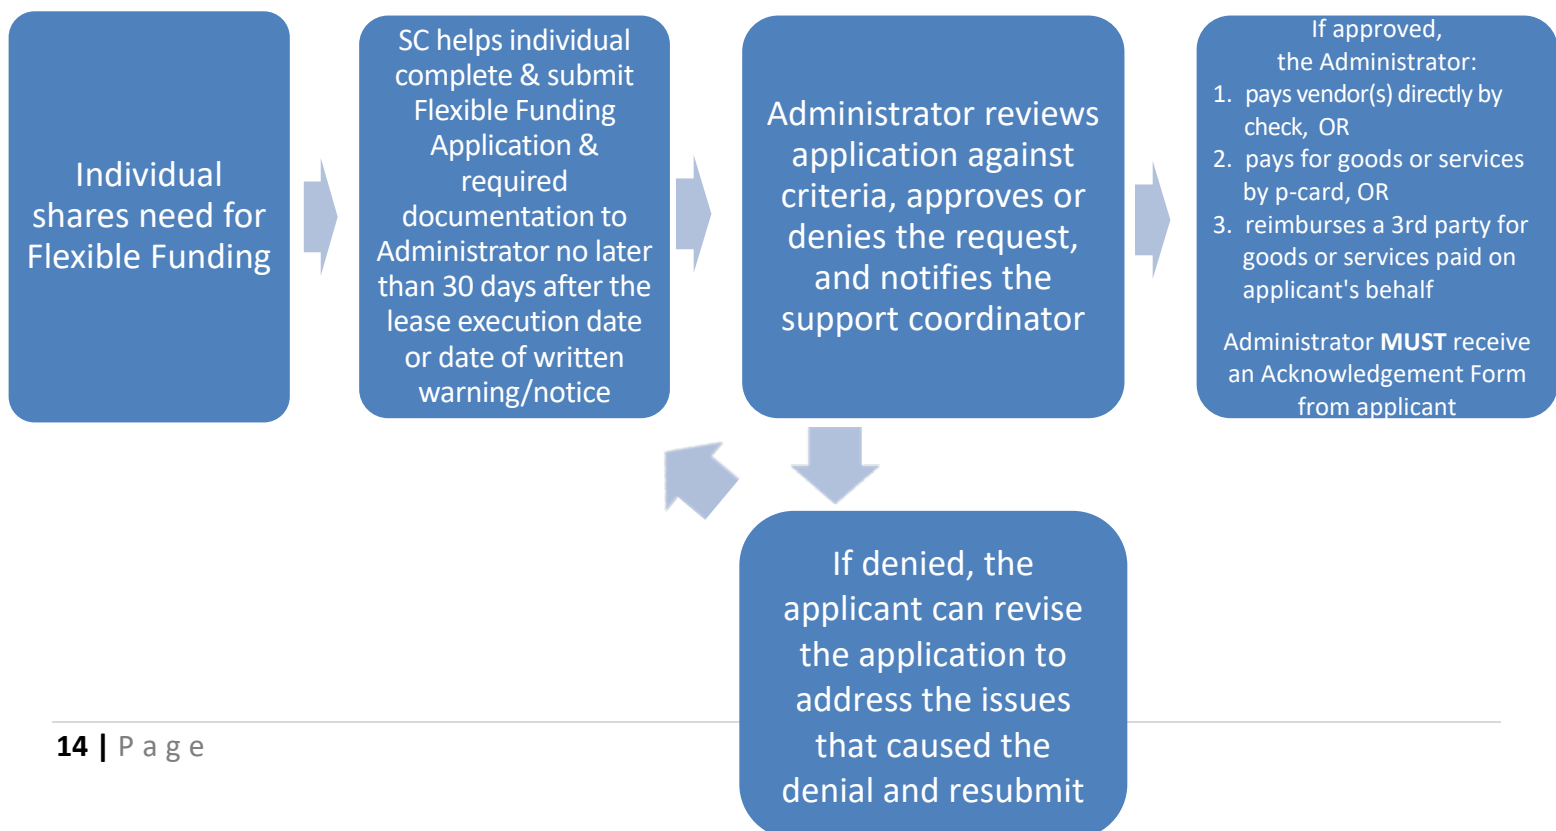 Individual
shares need for
Flexible Funding
SC helps individual
complete & submit
Flexible Funding
Application &
required
documentation to
Administrator no later
than 30 days after the
lease execution date
or date of written
warning/notice
Administrator reviews
application against
criteria, approves or
denies the request,
and notifies the
support coordinator
If approved,
the Administrator:
1. pays vendor(s) directly by
check, OR
2. pays for goods or services
by p-card, OR
3. reimburses a 3rd party for
goods or services paid on
applicant's behalf
Administrator MUST receive
an Acknowledgement Form
from applicant
If denied, the
applicant can revise
the application to
address the issues
that caused the
denial and resubmit
14 | P a g e